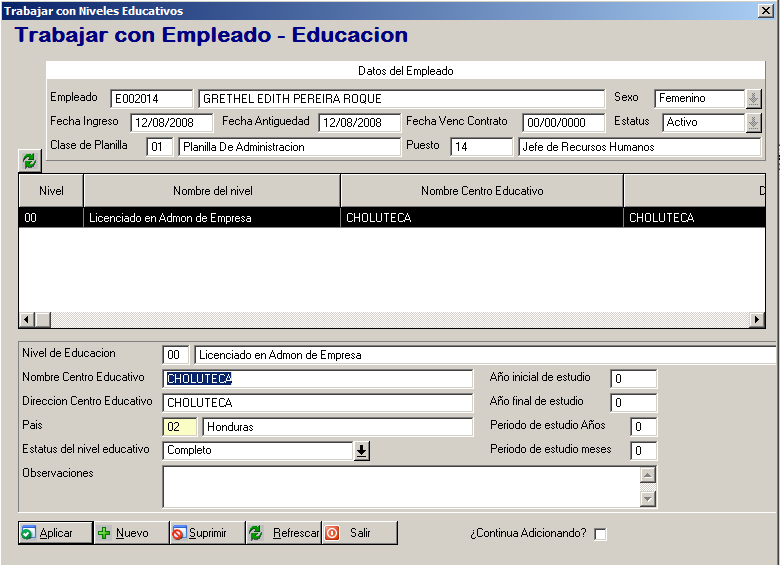 Trabajar con Niveles Educativos
Trabajar con Empleado - Educacion
Datos del Empleado
Empleado E002014 GRETHEL EDITH PEREIRA ROQUE Sexo Femenino
Fecha Ingreso 12/08/2008 Fecha Antiguedad 12/08/2008 Fecha Venc Contrato 00/00/0000 Estatus Activo
Clase de Planilla 01 Planilla De Administracion Puesto 14 Jefe de Recursos Humanos
Nivel Nombre del nivel Nombre Centro Educativo D
00 Licenciado en Admon de Empresa CHOLUTECA CHOLUTECA
Nivel de Educacion 00 Licenciado en Admon de Empresa
Nombre Centro Educativo CHOLUTECA Año inicial de estudio 0
Direccion Centro Educativo CHOLUTECA Año final de estudio 0
Pais 02 Honduras Periodo de estudio Años 0
Estatus del nivel educativo Completo Periodo de estudio meses 0
Observaciones
Aplicar Nuevo Suprimir Refrescar Salir ¿Continua Adicionando?